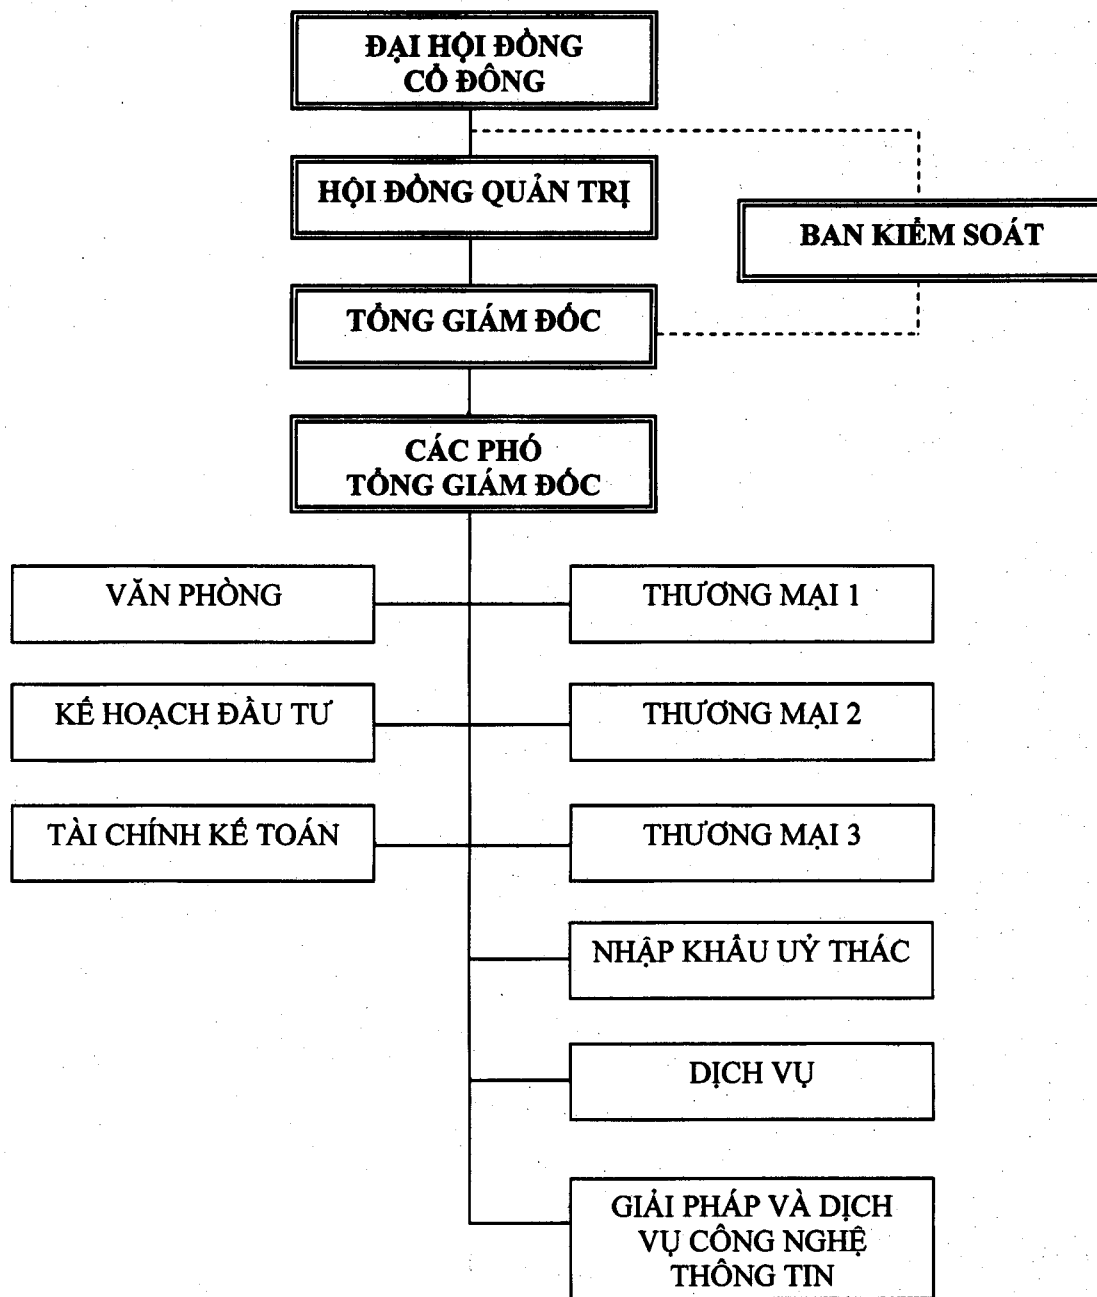 ĐẠI HỘI ĐỒNG
CỔ ĐÔNG
HỘI ĐỒNG QUẢN TRỊ
BAN KIỂM SOÁT
TỔNG GIÁM ĐỐC
CÁC PHÓ
TỔNG GIÁM ĐỐC
VĂN PHÒNG
THƯƠNG MẠI 1
KẾ HOẠCH ĐẦU TƯ
THƯƠNG MẠI 2
TÀI CHÍNH KẾ TOÁN
THƯƠNG MẠI 3
NHẬP KHẨU UỶ THÁC
DỊCH VỤ
GIẢI PHÁP VÀ DỊCH
VỤ CÔNG NGHỆ
THÔNG TIN